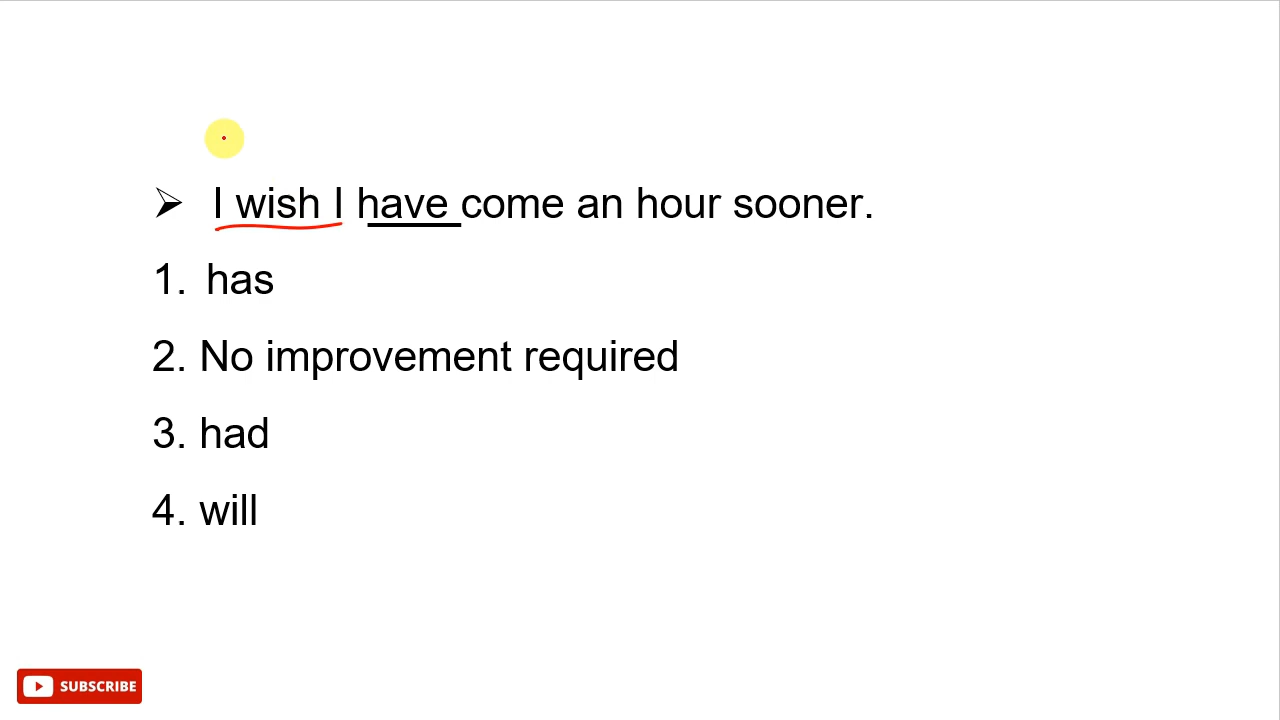 ➢ I wish I have come an hour sooner.
1. has
2. No improvement required
3. had
4. will
SUBSCRIBE